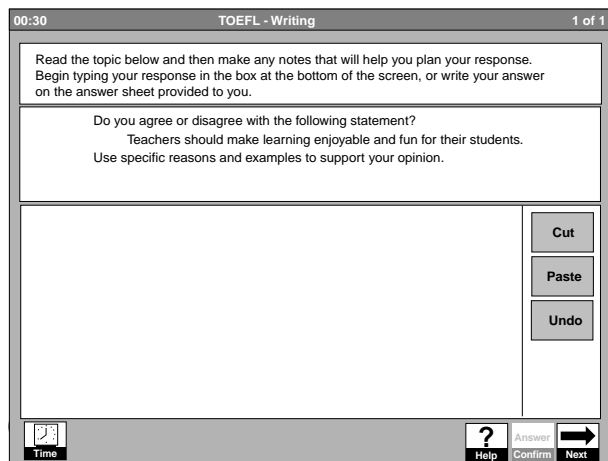 00:30 TOEFL - Writing 1 of 1
Read the topic below and then make any notes that will help you plan your response.
Begin typing your response in the box at the bottom of the screen, or write your answer
on the answer sheet provided to you.
Do you agree or disagree with the following statement?
Teachers should make learning enjoyable and fun for their students.
Use specific reasons and examples to support your opinion.
Cut
Paste
Undo
? Answer
Time Help Confirm Next